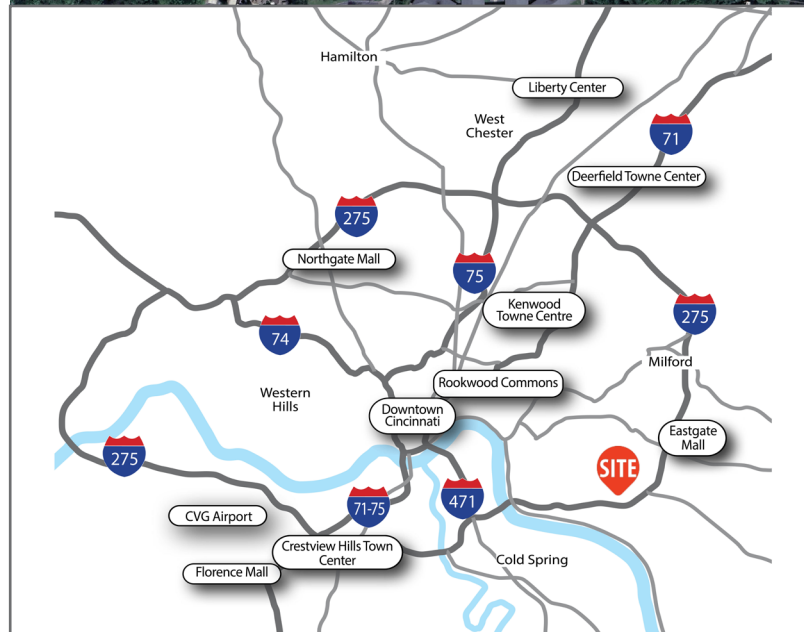 Hamilton
Liberty Center
West
Chester
71
Deerfield Towne Center
275
Northgate Mall
75
Kenwood
Towne Centre
275
74
Milford
Rookwood Commons
Western
Hills
Downtown
Cincinnati
Eastgate
Mall
275
SITE
71-75
471
CVG Airport
Crestview Hills Town
Center
Cold Spring
Florence Mall